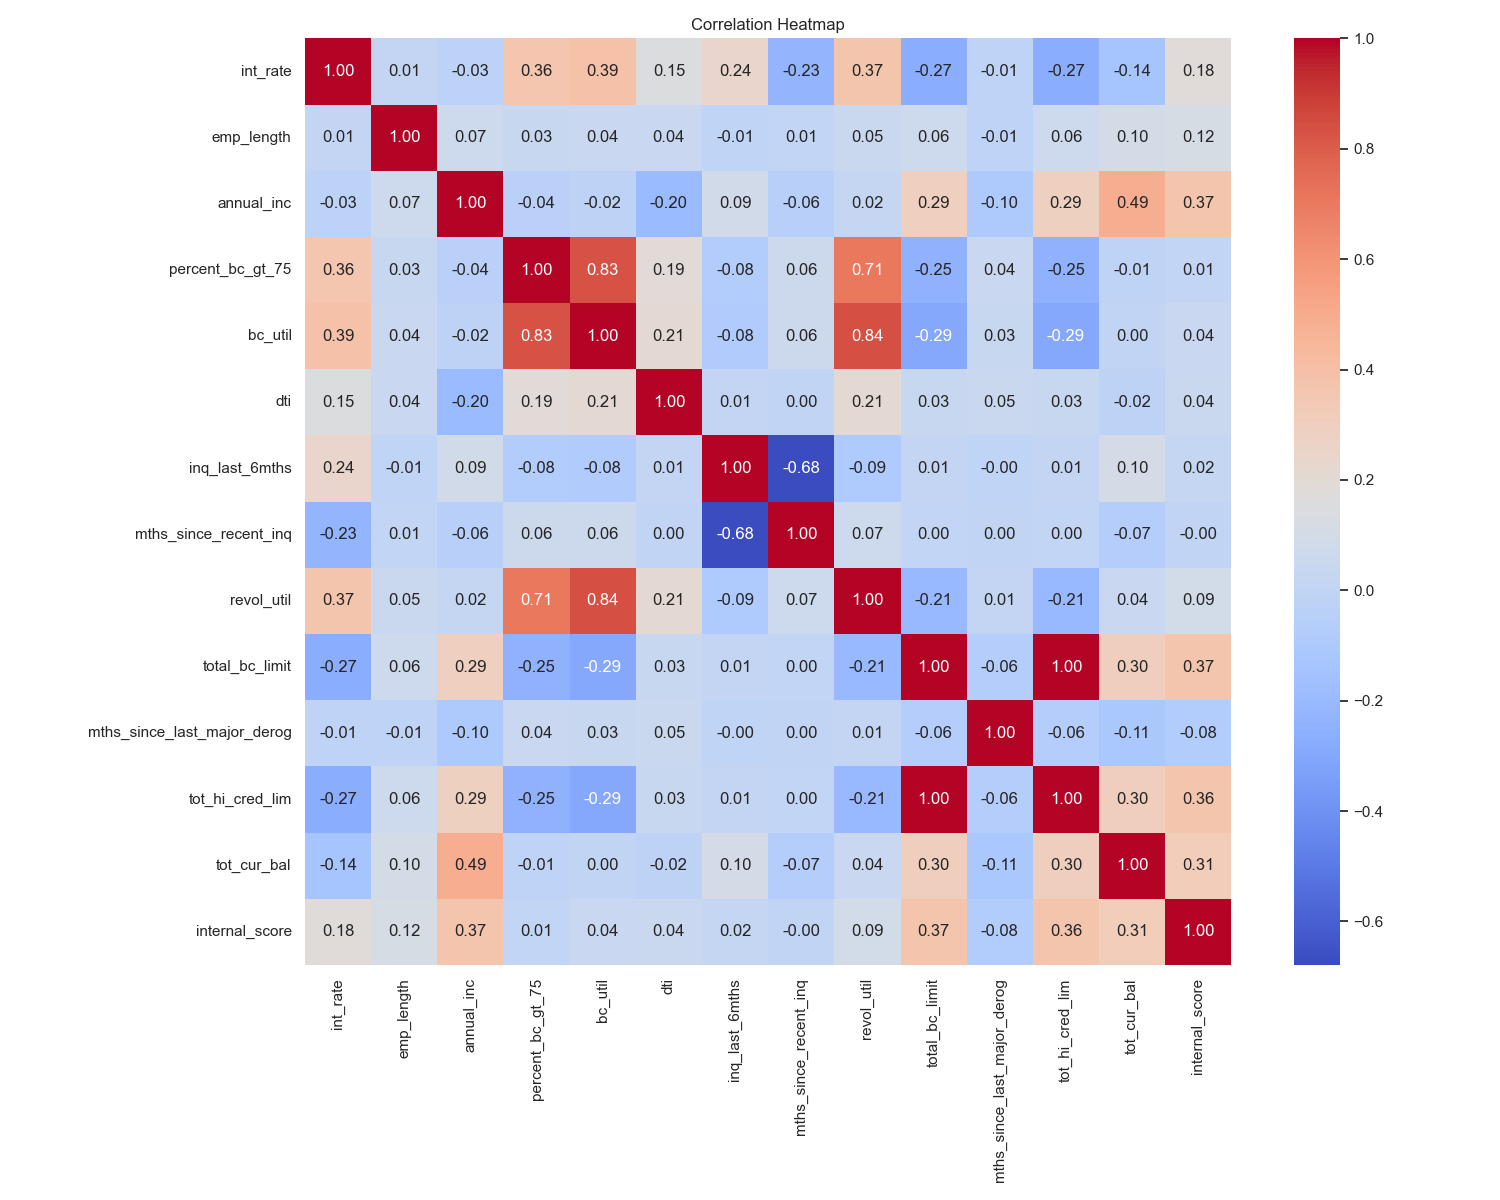 Correlation Heatmap
int_rate 1.00 0.01 -0.03 0.36 0.39 0.15 0.24 -0.23 0.37 -0.27 -0.01 -0.27 -0.14 0.18
emp_length 0.01 1.00 0.07 0.03 0.04 0.04 -0.01 0.01 0.05 0.06 -0.01 0.06 0.10 0.12
annual_inc -0.03 0.07 1.00 -0.04 -0.02 -0.20 0.09 -0.06 0.02 0.29 -0.10 0.29 0.49 0.37
percent_bc_gt_75 0.36 0.03 -0.04 1.00 0.83 0.19 -0.08 0.06 0.71 -0.25 0.04 -0.25 -0.01 0.01
bc_util 0.39 0.04 -0.02 0.83 1.00 0.21 -0.08 0.06 0.84 -0.29 0.03 -0.29 0.00 0.04
dti 0.15 0.04 -0.20 0.19 0.21 1.00 0.01 0.00 0.21 0.03 0.05 0.03 -0.02 0.04
inq_last_6mths 0.24 -0.01 0.09 -0.08 -0.08 0.01 1.00 -0.68 -0.09 0.01 -0.00 0.01 0.10 0.02
mths_since_recent_inq -0.23 0.01 -0.06 0.06 0.06 0.00 -0.68 1.00 0.07 0.00 0.00 0.00 -0.07 -0.00
revol_util 0.37 0.05 0.02 0.71 0.84 0.21 -0.09 0.07 1.00 -0.21 0.01 -0.21 0.04 0.09
total_bc_limit -0.27 0.06 0.29 -0.25 -0.29 0.03 0.01 0.00 -0.21 1.00 -0.06 1.00 0.30 0.37
mths_since_last_major_derog -0.01 -0.01 -0.10 0.04 0.03 0.05 -0.00 0.00 0.01 -0.06 1.00 -0.06 -0.11 -0.08
tot_hi_cred_lim -0.27 0.06 0.29 -0.25 -0.29 0.03 0.01 0.00 -0.21 1.00 -0.06 1.00 0.30 0.36
tot_cur_bal -0.14 0.10 0.49 -0.01 0.00 -0.02 0.10 -0.07 0.04 0.30 -0.11 0.30 1.00 0.31
internal_score 0.18 0.12 0.37 0.01 0.04 0.04 0.02 -0.00 0.09 0.37 -0.08 0.36 0.31 1.00
int_rate
emp_length
annual_inc
percent_bc_gt_75
bc_util
dti
inq_last_6mths
mths_since_recent_inq
revol_util
total_bc_limit
mths_since_last_major_derog
tot_hi_cred_lim
tot_cur_bal
internal_score
1.0
0.8
0.6
0.4
0.2
0.0
−0.2
−0.4
−0.6